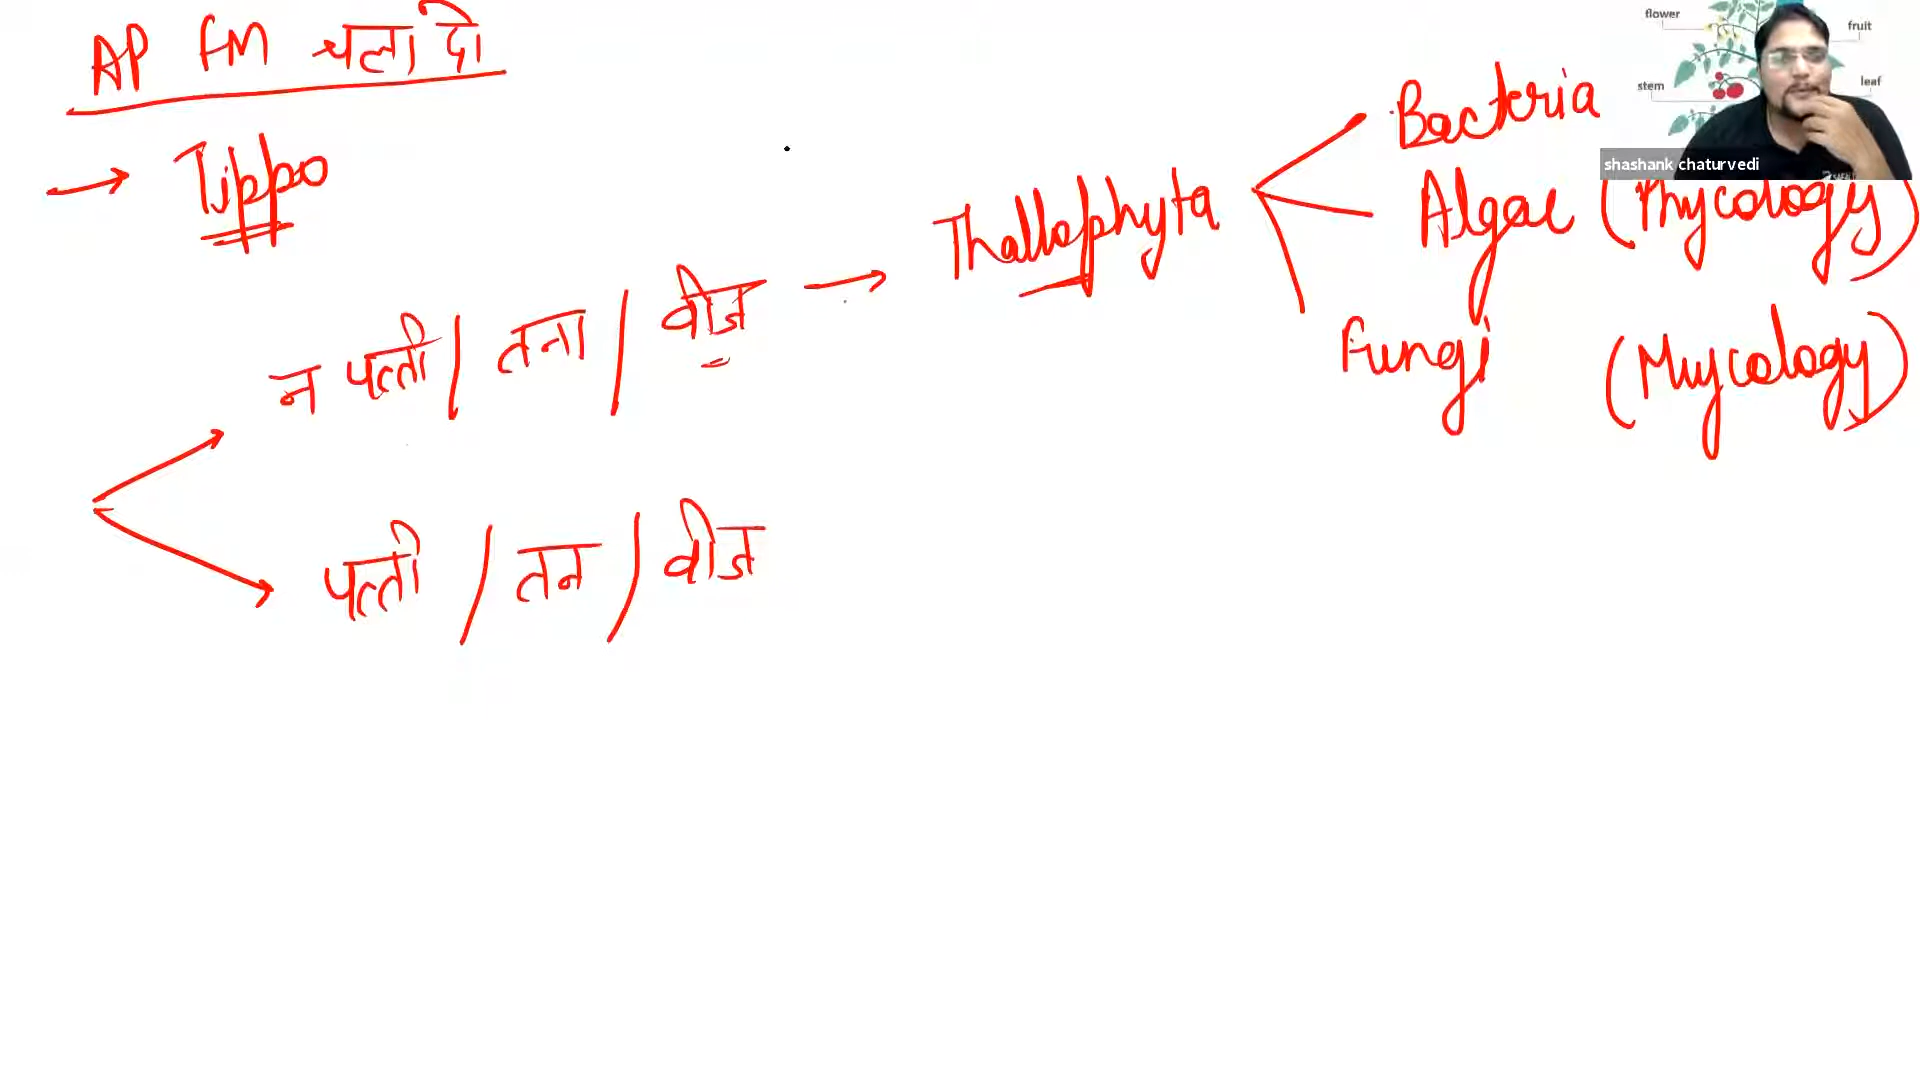 AP FM चला दो
→ Tippo
flower
fruit
stem
leaf
shashank chaturvedi
Bacteria
Thallophyta
Algae (Phycology)
Fungi (Mycology)
न पत्ती / तना / बीज →
पत्ती / तन / बीज